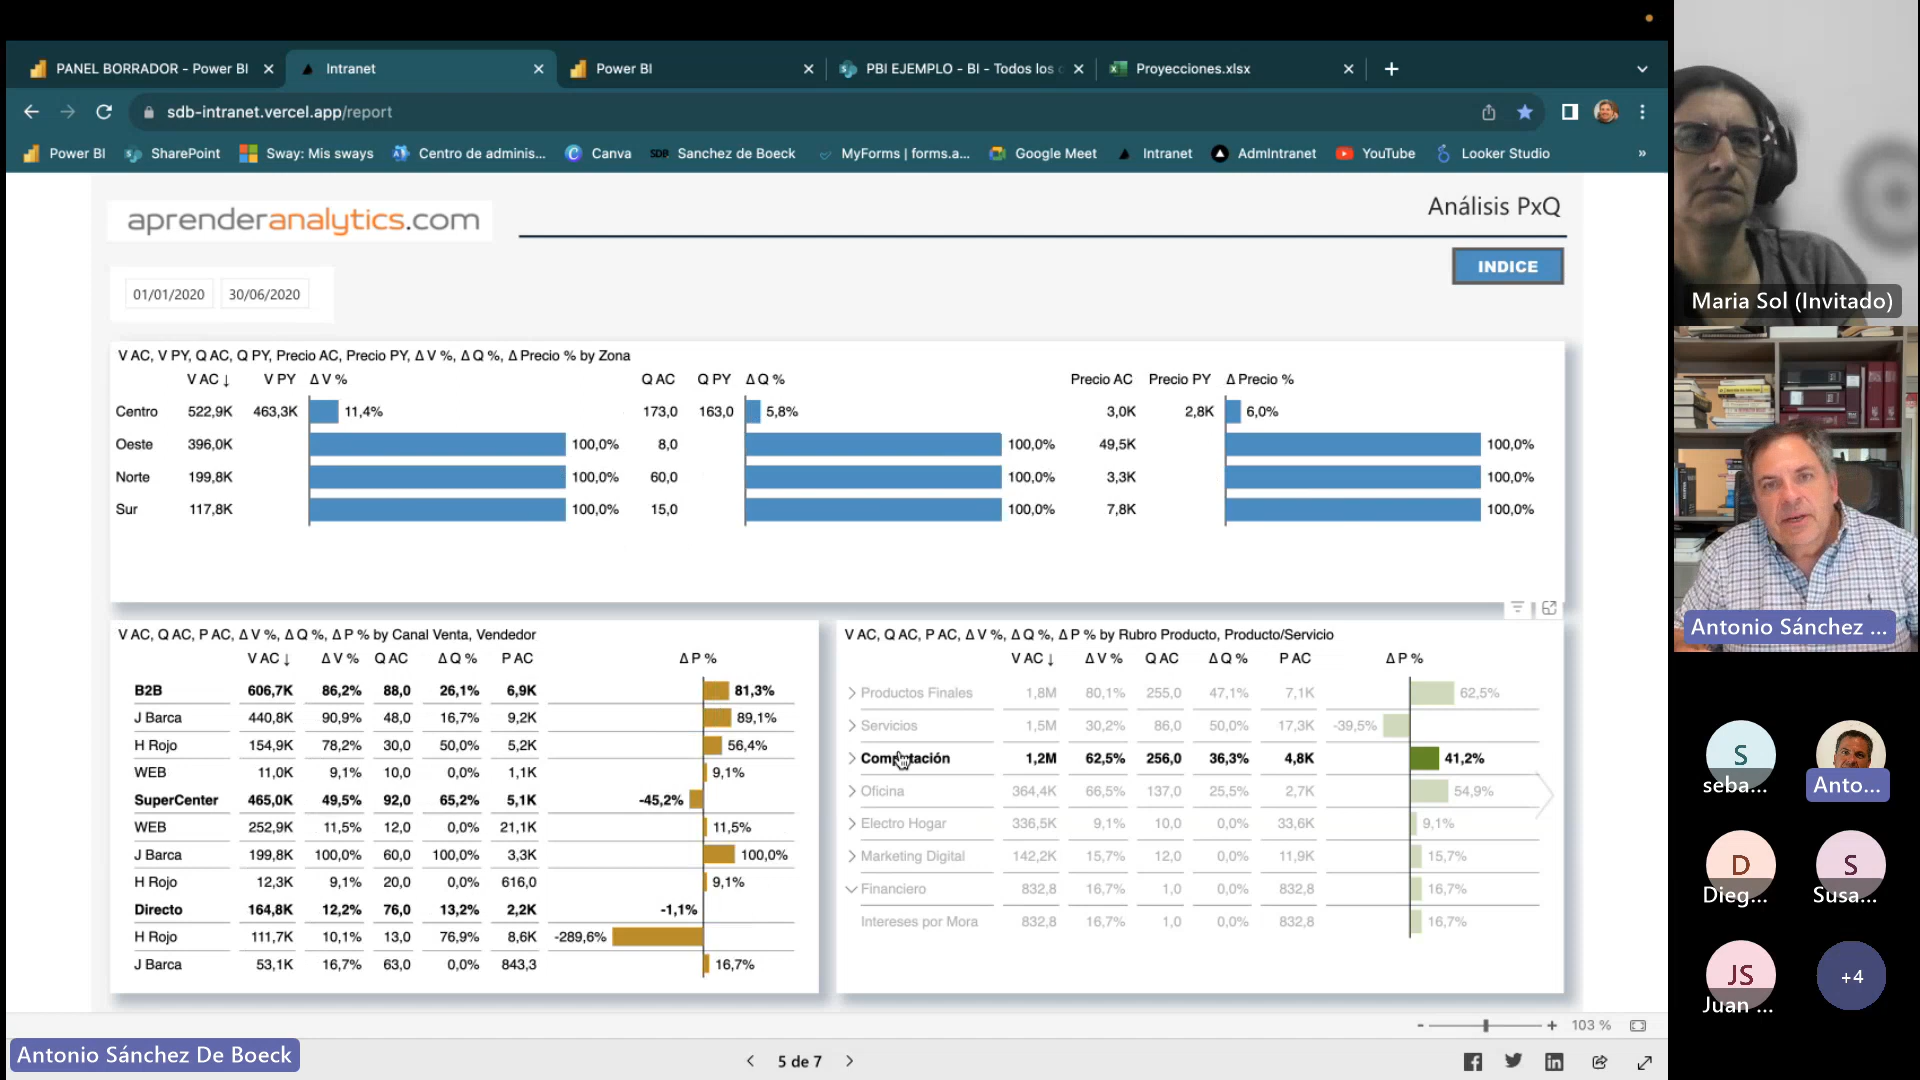 PANEL BORRADOR - Power BI
Intranet
Power BI
PBI EJEMPLO - BI - Todos los
Proyecciones.xlsx
sdb-intranet.vercel.app/report
Power BI
SharePoint
Sway: Mis sways
Centro de adminis...
Canva
SDB Sanchez de Boeck
MyForms | forms.a...
Google Meet
Intranet
AdmIntranet
YouTube
Looker Studio
»
aprenderanalytics.com
Análisis PxQ
INDICE
01/01/2020 30/06/2020
V AC, V PY, Q AC, Q PY, Precio AC, Precio PY, Δ V %, Δ Q %, Δ Precio % by Zona
V AC ↓ V PY Δ V % Q AC Q PY Δ Q % Precio AC Precio PY Δ Precio %
Centro 522,9K 463,3K 11,4% 173,0 163,0 5,8% 3,0K 2,8K 6,0%
Oeste 396,0K 100,0% 8,0 100,0% 49,5K 100,0%
Norte 199,8K 100,0% 60,0 100,0% 3,3K 100,0%
Sur 117,8K 100,0% 15,0 100,0% 7,8K 100,0%
V AC, Q AC, P AC, Δ V %, Δ Q %, Δ P % by Canal Venta, Vendedor
V AC ↓ Δ V % Q AC Δ Q % P AC Δ P %
B2B 606,7K 86,2% 88,0 26,1% 6,9K 81,3%
J Barca 440,8K 90,9% 48,0 16,7% 9,2K 89,1%
H Rojo 154,9K 78,2% 30,0 50,0% 5,2K 56,4%
WEB 11,0K 9,1% 10,0 0,0% 1,1K 9,1%
SuperCenter 465,0K 49,5% 92,0 65,2% 5,1K -45,2%
WEB 252,9K 11,5% 12,0 0,0% 21,1K 11,5%
J Barca 199,8K 100,0% 60,0 100,0% 3,3K 100,0%
H Rojo 12,3K 9,1% 20,0 0,0% 616,0 9,1%
Directo 164,8K 12,2% 76,0 13,2% 2,2K -1,1%
H Rojo 111,7K 10,1% 13,0 76,9% 8,6K -289,6%
J Barca 53,1K 16,7% 63,0 0,0% 843,3 16,7%
V AC, Q AC, P AC, Δ V %, Δ Q %, Δ P % by Rubro Producto, Producto/Servicio
V AC ↓ Δ V % Q AC Δ Q % P AC Δ P %
Productos Finales 1,8M 80,1% 255,0 47,1% 7,1K 62,5%
Servicios 1,5M 30,2% 86,0 50,0% 17,3K -39,5%
Computación 1,2M 62,5% 256,0 36,3% 4,8K 41,2%
Oficina 364,4K 66,5% 137,0 25,5% 2,7K 54,9%
Electro Hogar 336,5K 9,1% 10,0 0,0% 33,6K 9,1%
Marketing Digital 142,2K 15,7% 12,0 0,0% 11,9K 15,7%
Financiero 832,8 16,7% 1,0 0,0% 832,8 16,7%
Intereses por Mora 832,8 16,7% 1,0 0,0% 832,8 16,7%
- + 103 %
5 de 7
Antonio Sánchez De Boeck
Maria Sol (Invitado)
Antonio Sánchez ...
S
seba...
Anto...
D
Dieg...
S
Susa...
JS
Juan ...
+4